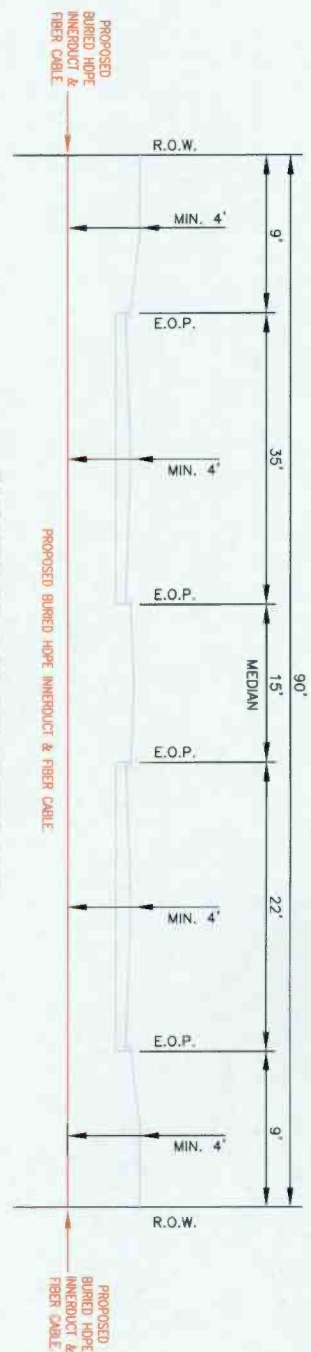 PROPOSED
BURIED HDPE
INNERDUCT &
FIBER CABLE
R.O.W.
90'
9'
MIN. 4'
E.O.P.
35'
MIN. 4'
E.O.P.
15'
MEDIAN
E.O.P.
22'
MIN. 4'
E.O.P.
9'
MIN. 4'
R.O.W.
PROPOSED BURIED HDPE INNERDUCT & FIBER CABLE
PROPOSED
BURIED HDPE
INNERDUCT &
FIBER CABLE